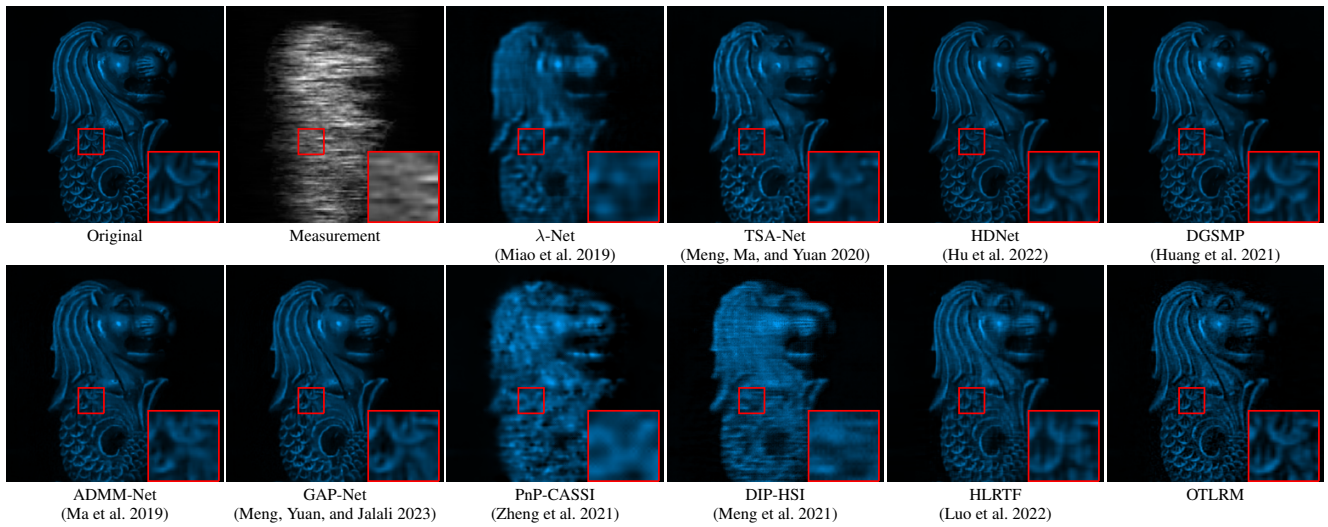 Original
Measurement
λ-Net
(Miao et al. 2019)
TSA-Net
(Meng, Ma, and Yuan 2020)
HDNet
(Hu et al. 2022)
DGSMP
(Huang et al. 2021)
ADMM-Net
(Ma et al. 2019)
GAP-Net
(Meng, Yuan, and Jalali 2023)
PnP-CASSI
(Zheng et al. 2021)
DIP-HSI
(Meng et al. 2021)
HLRTF
(Luo et al. 2022)
OTLRM